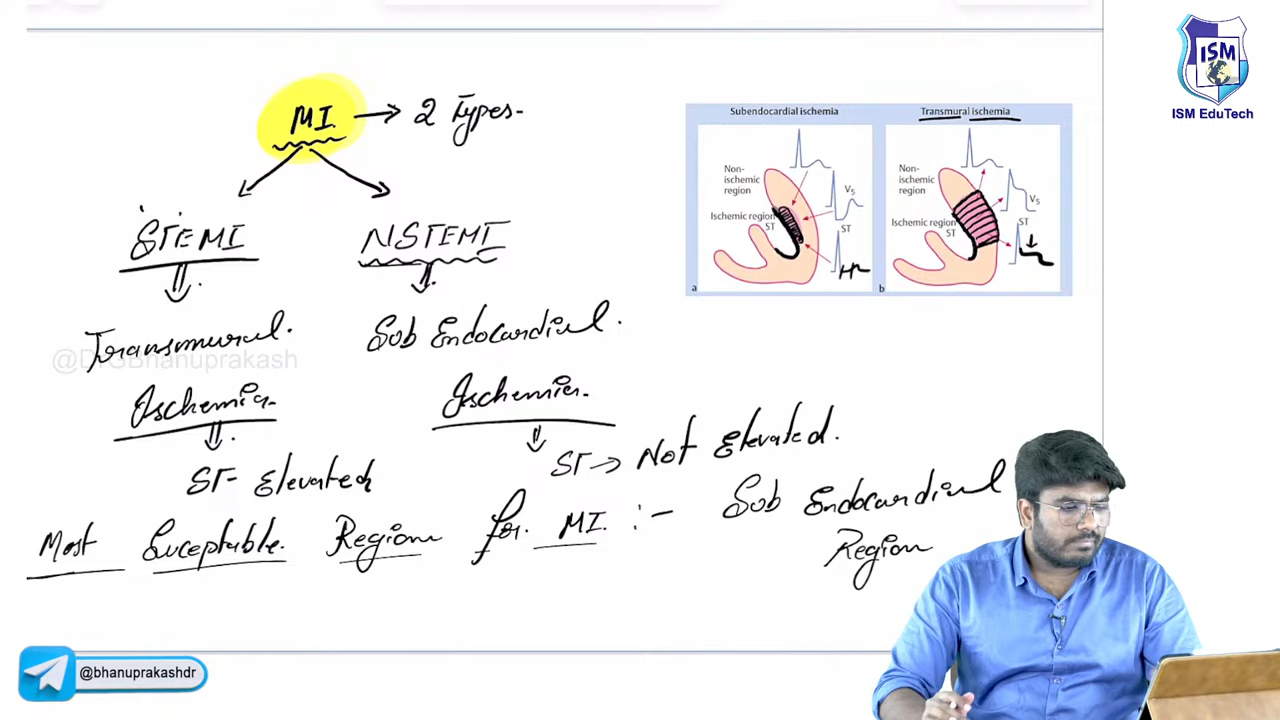 MI. → 2 Types.
STEMI
NSTEMI
Transmural.
Sub Endocardial.
@DrGBhanuprakash
Ischemia.
Ischemia.
ST- Elevated
ST → Not Elevated.
Most Suceptable. Region for. MI. :- Sub Endocardial
Region
Subendocardial ischemia
Transmural ischemia
Non-
ischemic
region
V5
Ischemic region
ST
ST
a
Non-
ischemic
region
V5
Ischemic region
ST
ST
b
ISM
ISM EduTech
@bhanuprakashdr